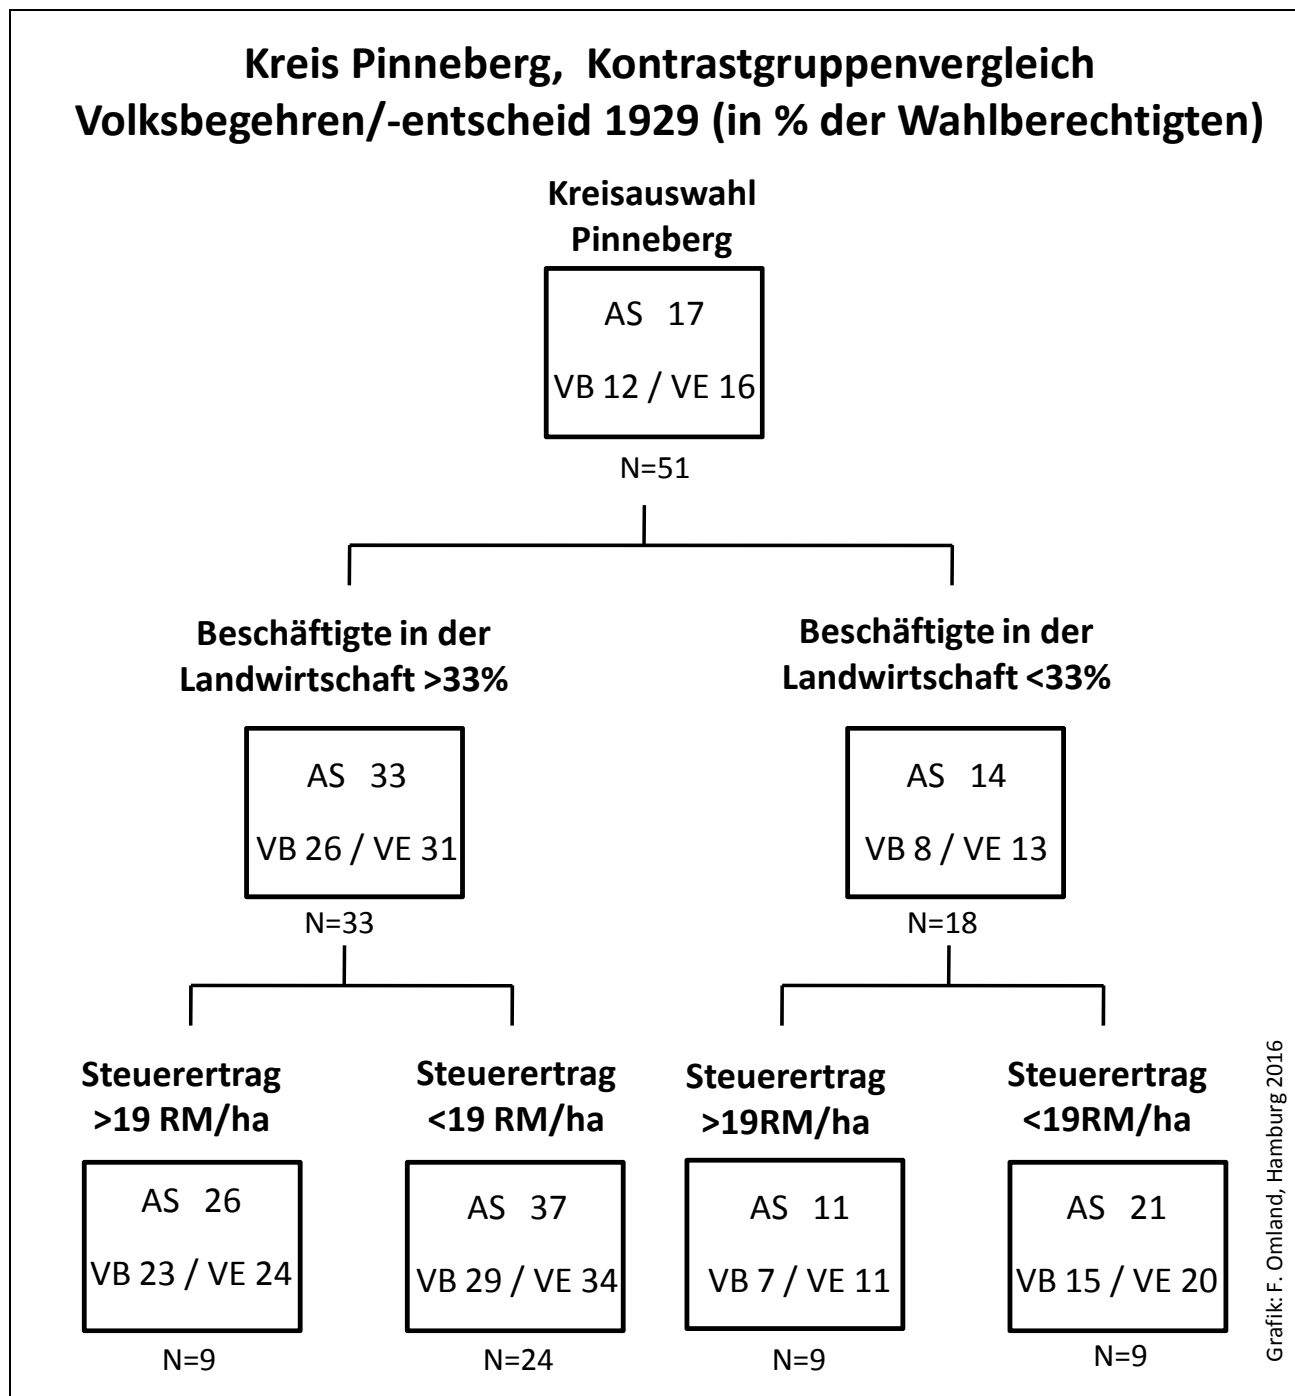 Kreis Pinneberg, Kontrastgruppenvergleich
Volksbegehren/-entscheid 1929 (in % der Wahlberechtigten)
Kreisauswahl
Pinneberg
AS 17
VB 12 / VE 16
N=51
Beschäftigte in der
Landwirtschaft >33%
AS 33
VB 26 / VE 31
N=33
Beschäftigte in der
Landwirtschaft <33%
AS 14
VB 8 / VE 13
N=18
Steuerertrag
>19 RM/ha
AS 26
VB 23 / VE 24
N=9
Steuerertrag
<19 RM/ha
AS 37
VB 29 / VE 34
N=24
Steuerertrag
>19RM/ha
AS 11
VB 7 / VE 11
N=9
Steuerertrag
<19RM/ha
AS 21
VB 15 / VE 20
N=9
Grafik: F. Omland, Hamburg 2016